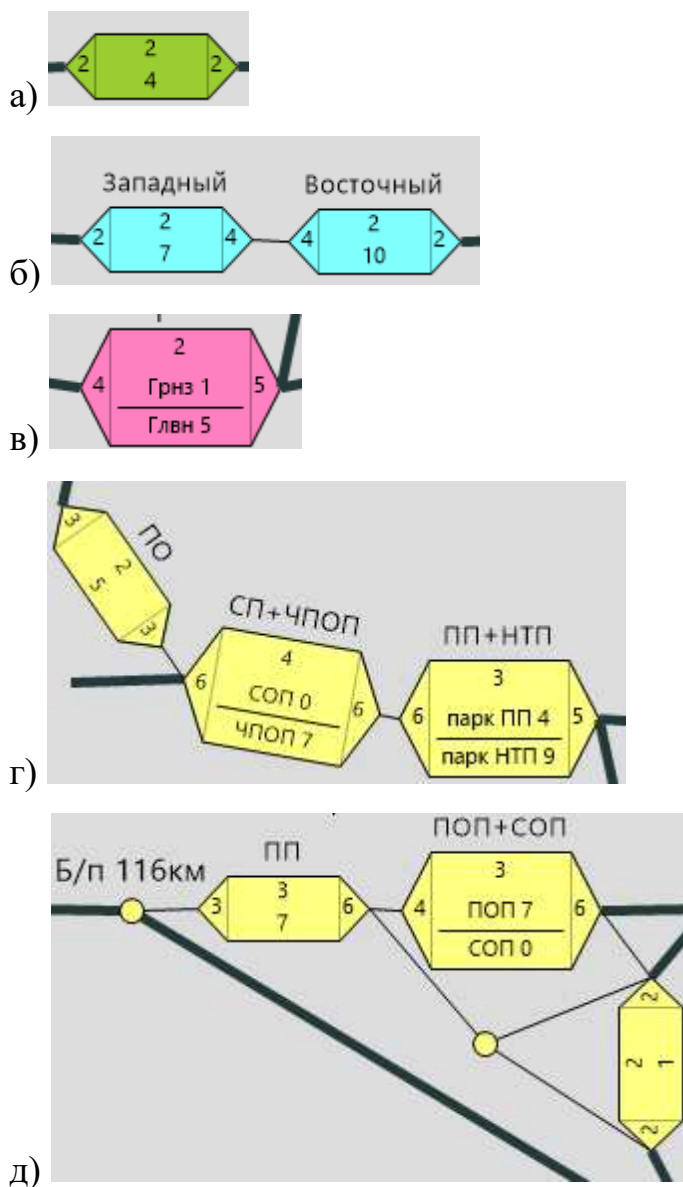 2
2 2
4
а)
Западный Восточный
2 2
2 4 4 2
7 10
б)
2
4 Грнз 1 5
Глвн 5
в)
3
ПО
2
5
3
СП+ЧПОП
4
6 СОП 0 6
ЧПОП 7
ПП+НТП
3
6 парк ПП 4 5
парк НТП 9
г)
ПОП+СОП
ПП
Б/п 116км
3
3 6
7
3
4 ПОП 7 6
СОП 0
2
2 1
2
д)